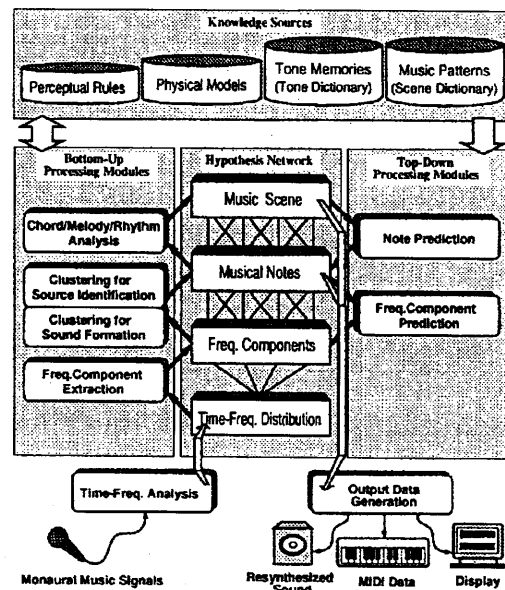 Knowledge Sources
Perceptual Rules
Physical Models
Tone Memories
(Tone Dictionary)
Music Patterns
(Scene Dictionary)
Bottom-Up
Processing Modules
Hypothesis Network
Top-Down
Processing Modules
Chord/Melody/Rhythm
Analysis
Clustering for
Source Identification
Clustering for
Sound Formation
Freq.Component
Extraction
Music Scene
Musical Notes
Freq. Components
Time-Freq. Distribution
Note Prediction
Freq.Component
Prediction
Time-Freq. Analysis
Output Data
Generation
Monaural Music Signals
Resynthesized
Sound
MIDI Data
Display